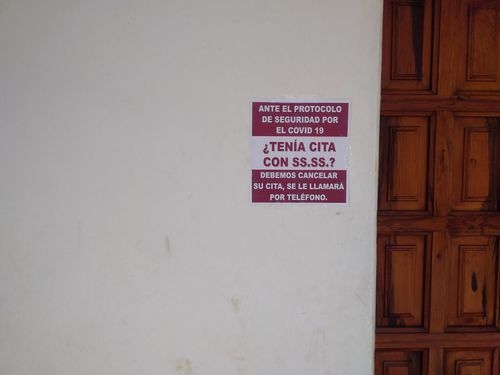 ANTE EL PROTOCOLO
DE SEGURIDAD POR
EL COVID 19
¿TENÍA CITA
CON SS.SS.?
DEBEMOS CANCELAR
SU CITA, SE LE LLAMARÁ
POR TELÉFONO.